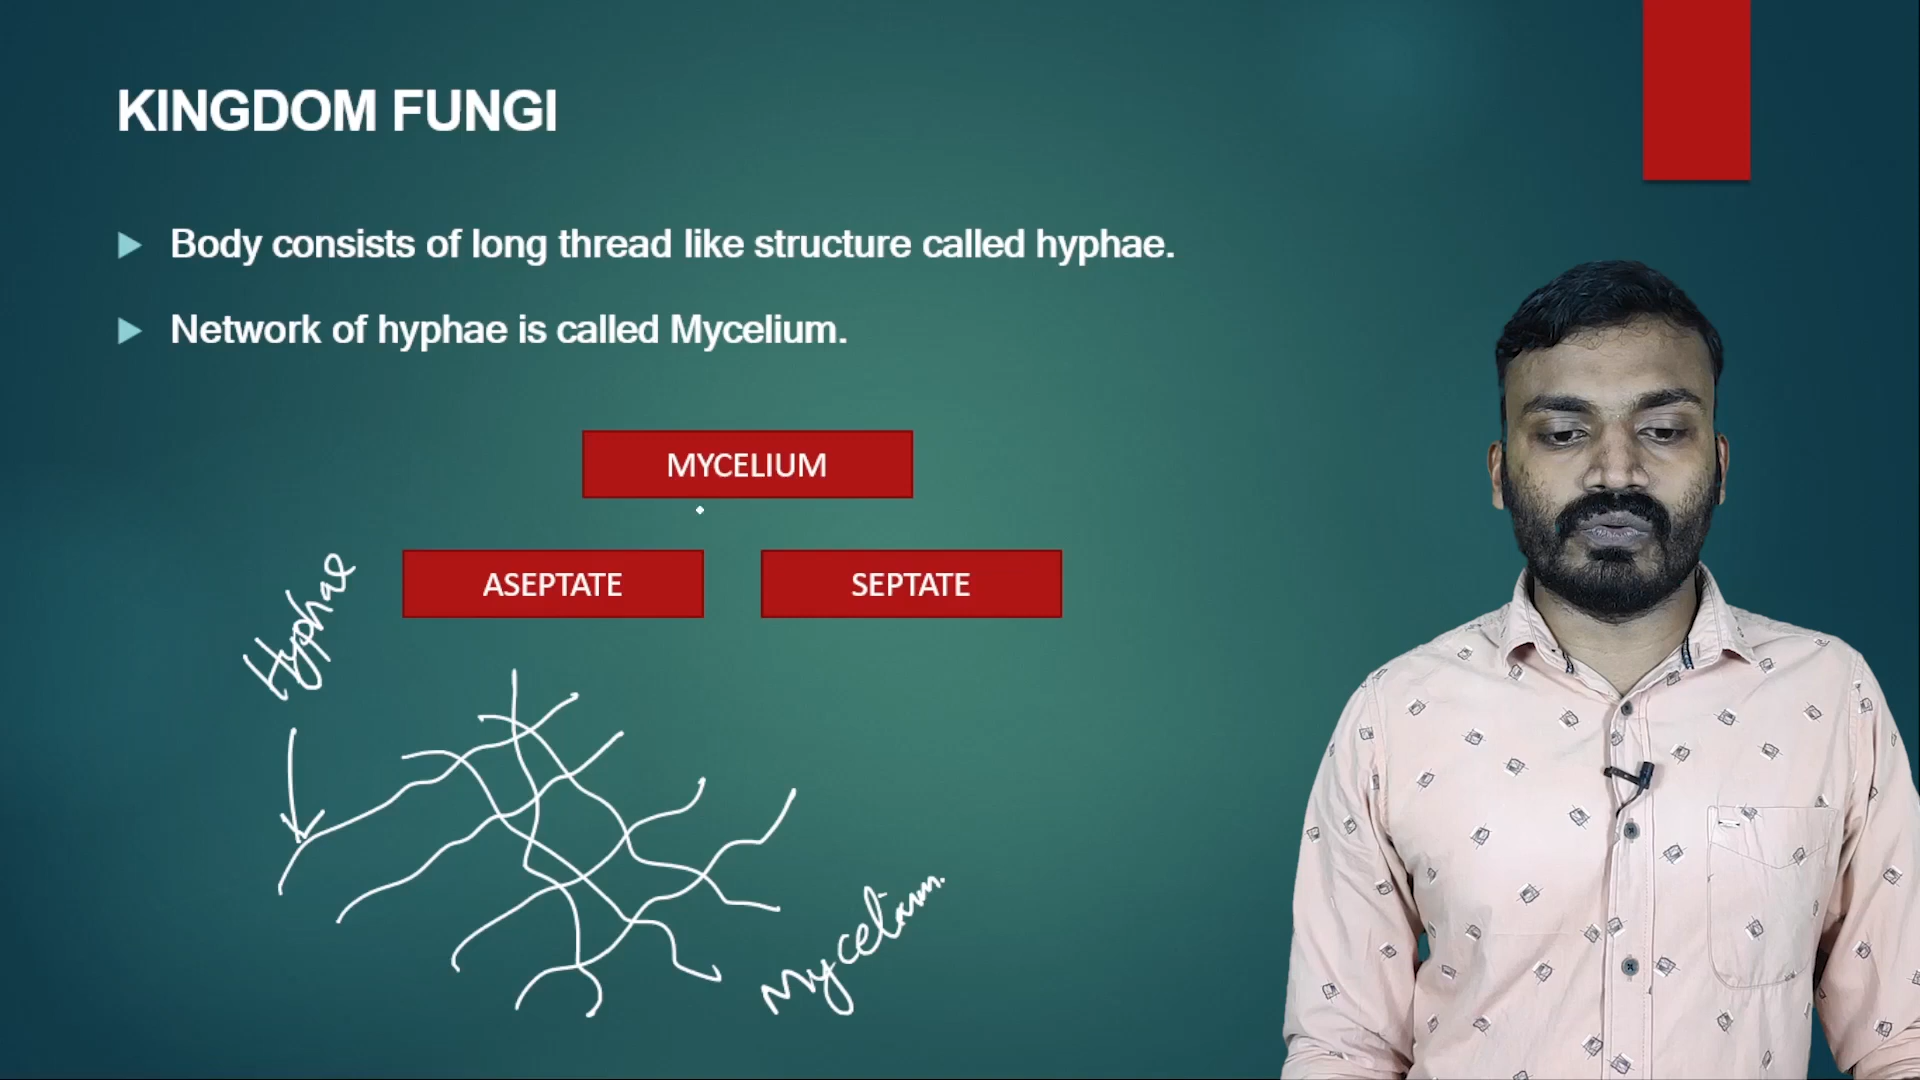 KINGDOM FUNGI
Body consists of long thread like structure called hyphae.
Network of hyphae is called Mycelium.
MYCELIUM
ASEPTATE SEPTATE
Hyphae
Mycelium.